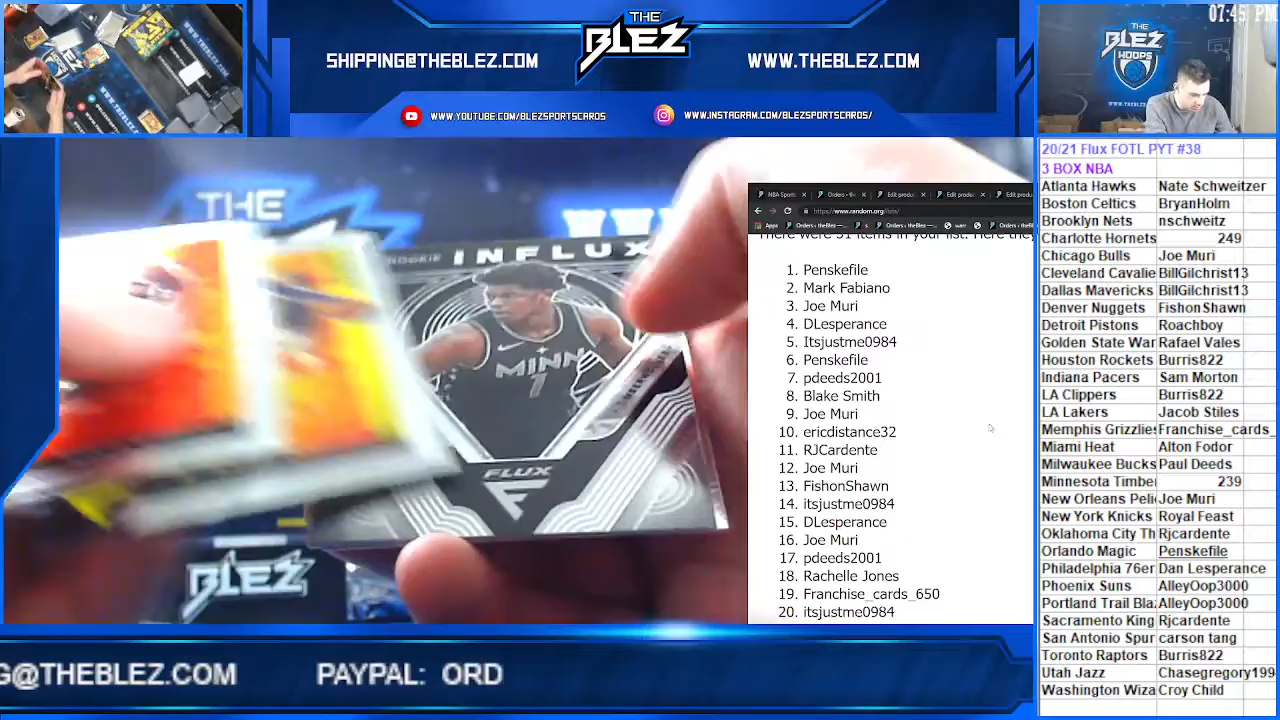 07:45 PM
THE
BLEZ
SHIPPING@THEBLEZ.COM
WWW.THEBLEZ.COM
WWW.YOUTUBE.COM/BLEZSPORTSCARDS
WWW.INSTAGRAM.COM/BLEZSPORTSCARDS/
THE
BLEZ
HOOPS
THE
ROOKIE
INFLUX
MINN
7
FLUX
BLEZ
https://www.random.org/lists/
Apps
There were 31 items in your list. Here they
1. Penskefile
2. Mark Fabiano
3. Joe Muri
4. DLesperance
5. Itsjustme0984
6. Penskefile
7. pdeeds2001
8. Blake Smith
9. Joe Muri
10. ericdistance32
11. RJCardente
12. Joe Muri
13. FishonShawn
14. itsjustme0984
15. DLesperance
16. Joe Muri
17. pdeeds2001
18. Rachelle Jones
19. Franchise_cards_650
20. itsjustme0984
20/21 Flux FOTL PYT #38
3 BOX NBA
Atlanta Hawks Nate Schweitzer
Boston Celtics BryanHolm
Brooklyn Nets nschweitz
Charlotte Hornets 249
Chicago Bulls Joe Muri
Cleveland Cavalie BillGilchrist13
Dallas Mavericks BillGilchrist13
Denver Nuggets FishonShawn
Detroit Pistons Roachboy
Golden State War Rafael Vales
Houston Rockets Burris822
Indiana Pacers Sam Morton
LA Clippers Burris822
LA Lakers Jacob Stiles
Memphis Grizzlies Franchise_cards_
Miami Heat Alton Fodor
Milwaukee Bucks Paul Deeds
Minnesota Timbe 239
New Orleans Peli Joe Muri
New York Knicks Royal Feast
Oklahoma City Th Rjcardente
Orlando Magic Penskefile
Philadelphia 76er Dan Lesperance
Phoenix Suns AlleyOop3000
Portland Trail Bla AlleyOop3000
Sacramento King Rjcardente
San Antonio Spur carson tang
Toronto Raptors Burris822
Utah Jazz Chasegregory199
Washington Wiza Croy Child
G@THEBLEZ.COM PAYPAL: ORD